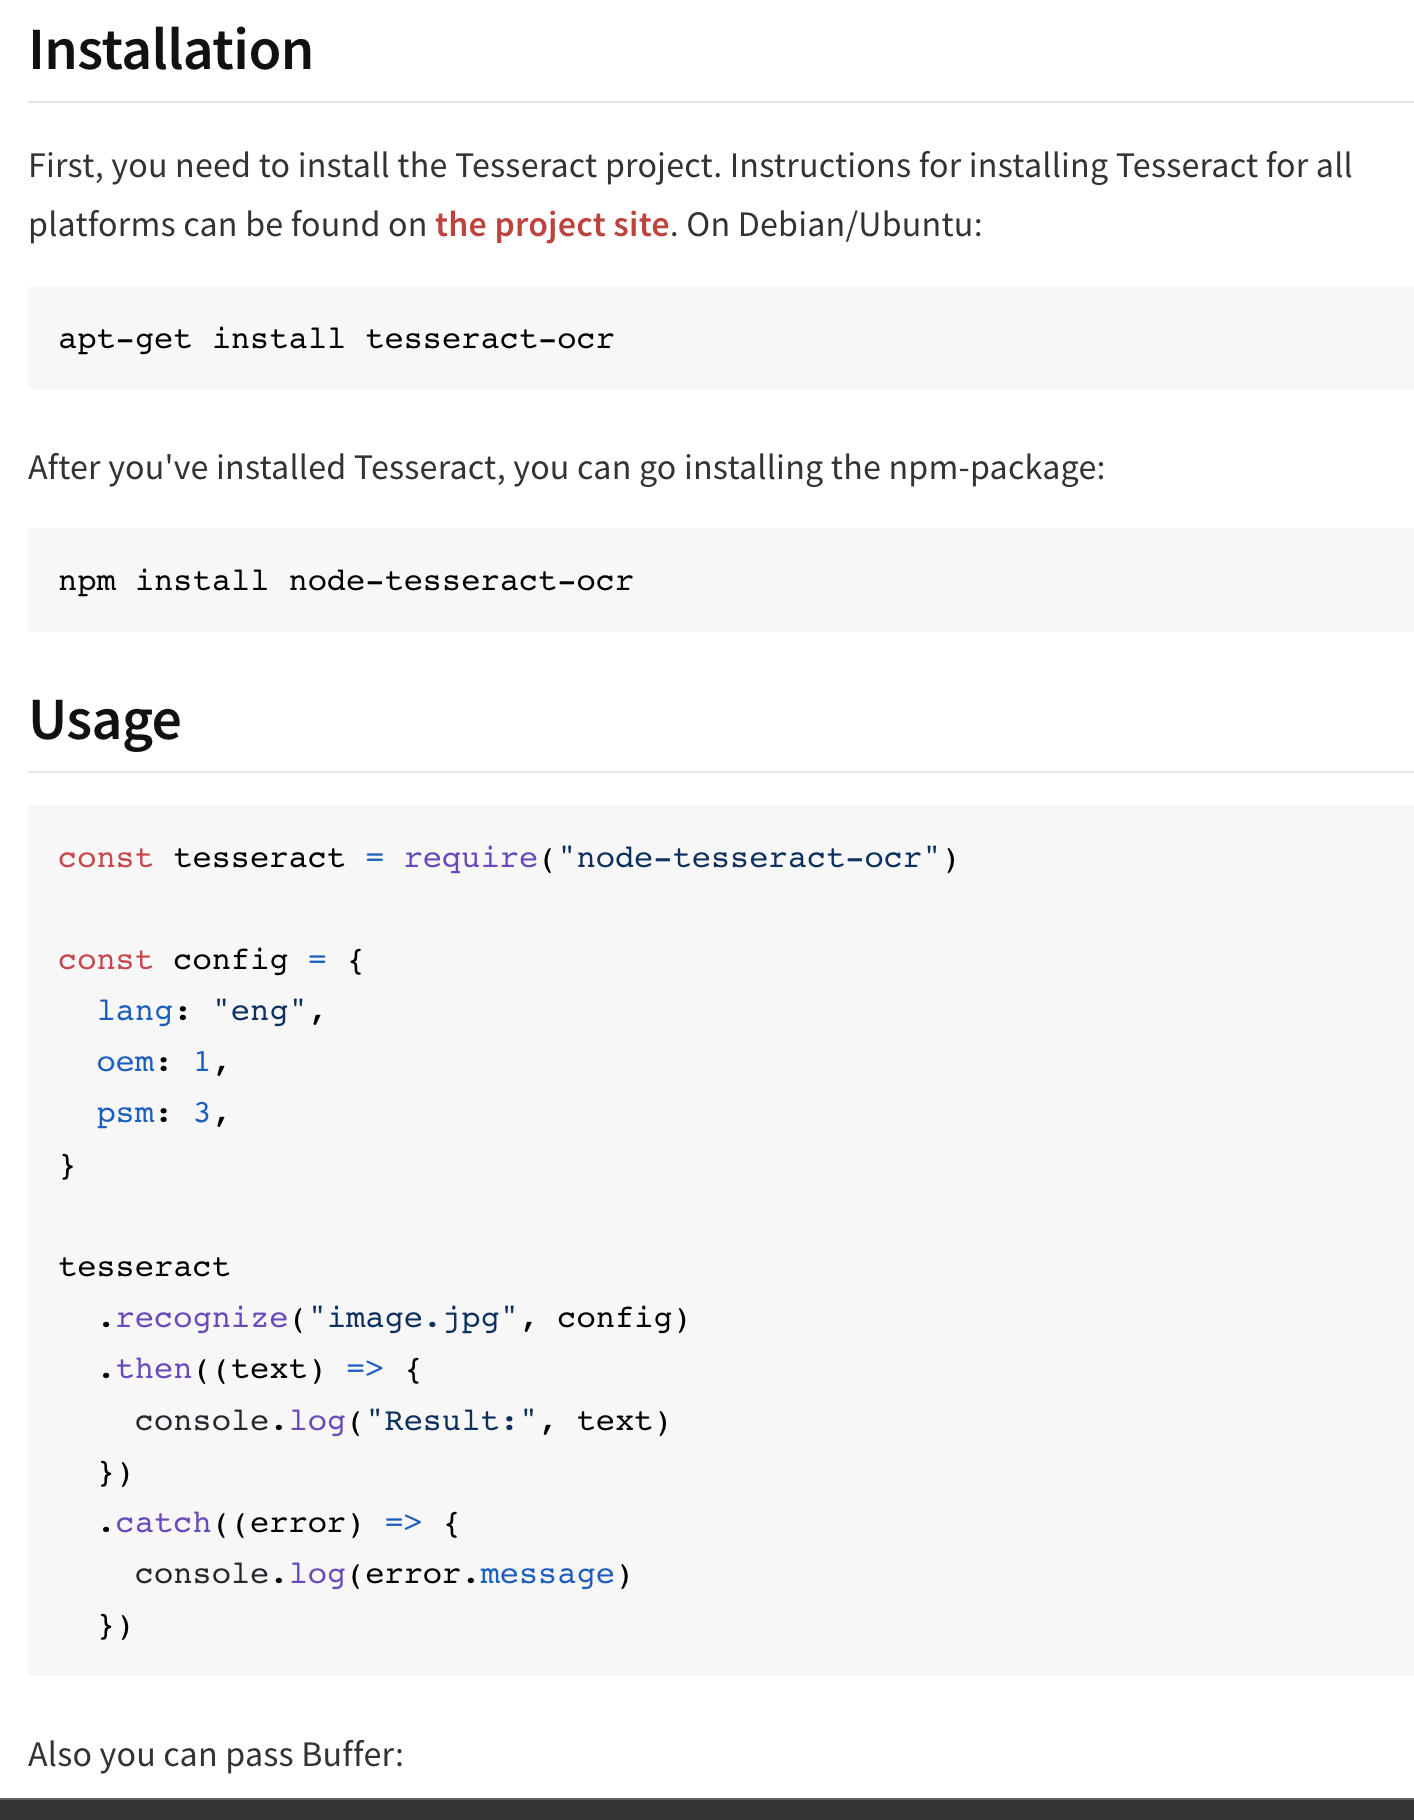 Installation
First, you need to install the Tesseract project. Instructions for installing Tesseract for all
platforms can be found on the project site. On Debian/Ubuntu:
apt-get install tesseract-ocr
After you've installed Tesseract, you can go installing the npm-package:
npm install node-tesseract-ocr
Usage
const tesseract = require("node-tesseract-ocr")
const config = {
  lang: "eng",
  oem: 1,
  psm: 3,
}
tesseract
  .recognize("image.jpg", config)
  .then((text) => {
    console.log("Result:", text)
  })
  .catch((error) => {
    console.log(error.message)
  })
Also you can pass Buffer: